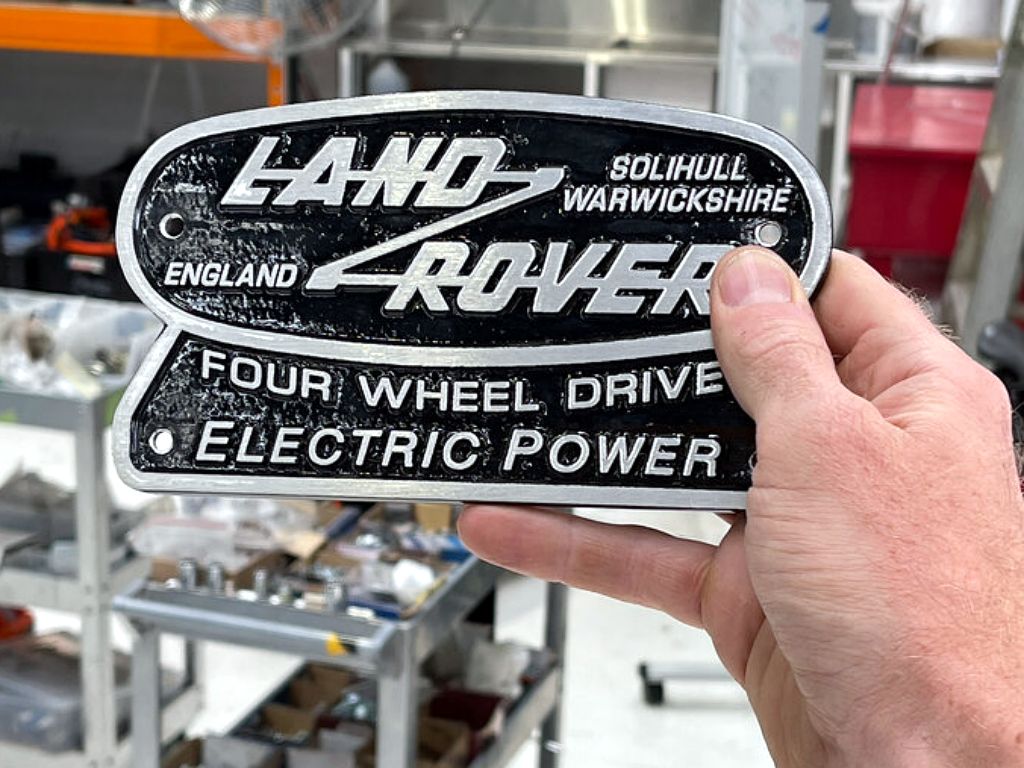 LAND
SOLIHULL
WARWICKSHIRE
ENGLAND
ROVER
FOUR WHEEL DRIVE
ELECTRIC POWER